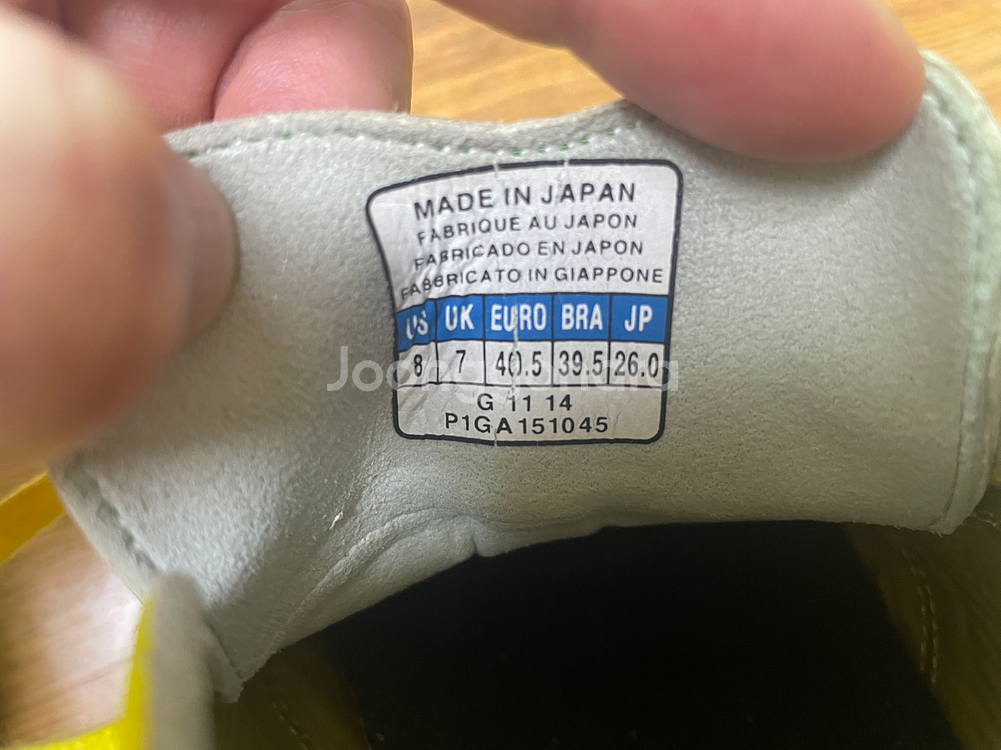 MADE IN JAPAN
FABRIQUE AU JAPON
FABRICADO EN JAPON
FABBRICATO IN GIAPPONE
US UK EURO BRA JP
8 7 40.5 39.5 26.0
Joonggonara
G 11 14
P1GA151045